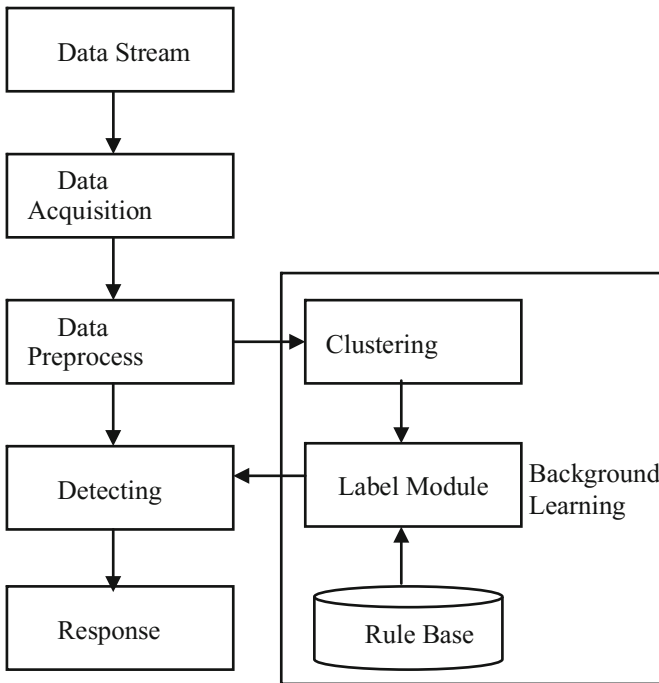 Data Stream
Data
Acquisition
Data
Preprocess
Clustering
Detecting
Label Module
Background
Learning
Response
Rule Base